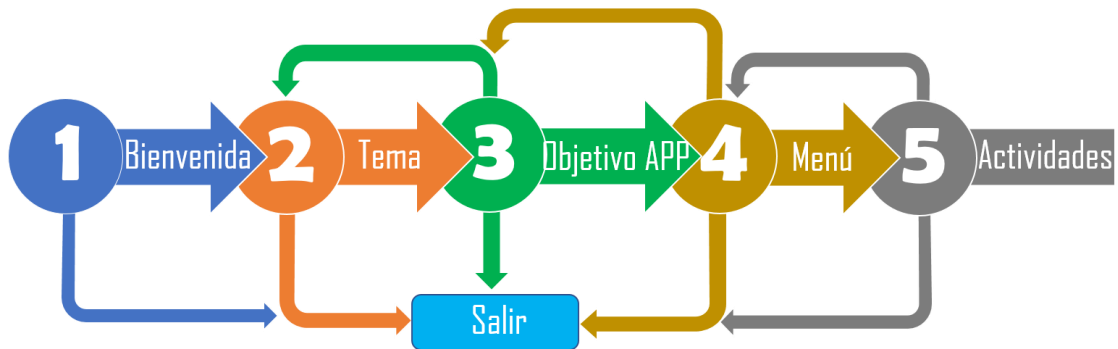 1
Bienvenida
2
Tema
3
Objetivo APP
4
Menú
5
Actividades
Salir